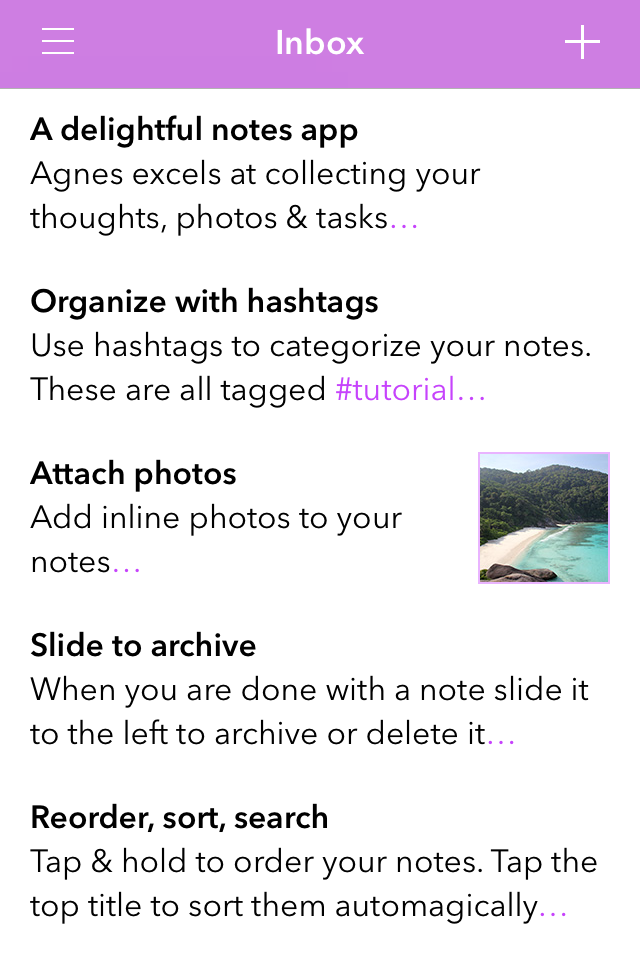 Inbox
A delightful notes app
Agnes excels at collecting your
thoughts, photos & tasks…
Organize with hashtags
Use hashtags to categorize your notes.
These are all tagged #tutorial…
Attach photos
Add inline photos to your
notes…
Slide to archive
When you are done with a note slide it
to the left to archive or delete it…
Reorder, sort, search
Tap & hold to order your notes. Tap the
top title to sort them automagically…